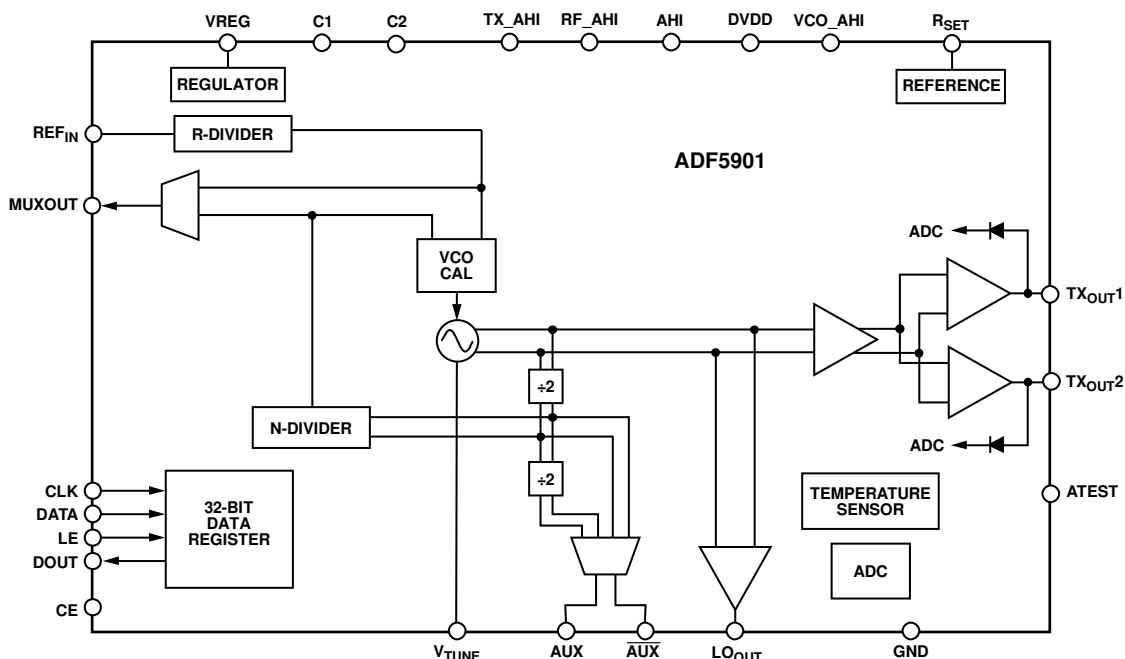 VREG C1 C2 TX_AHI RF_AHI AHI DVDD VCO_AHI RSET
REGULATOR
REFERENCE
REFIN
R-DIVIDER
ADF5901
MUXOUT
ADC
VCO
CAL
TXOUT1
÷2
TXOUT2
N-DIVIDER
ADC
÷2
CLK
DATA
LE
DOUT
CE
32-BIT
DATA
REGISTER
TEMPERATURE
SENSOR
ATEST
ADC
VTUNE AUX AUX LOOUT GND